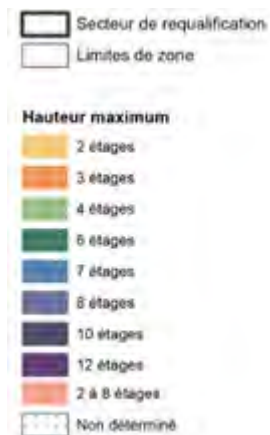 Secteur de requalification
Limites de zone
Hauteur maximum
2 étages
3 étages
4 étages
6 étages
7 étages
8 étages
10 étages
12 étages
2 à 8 étages
Non déterminé